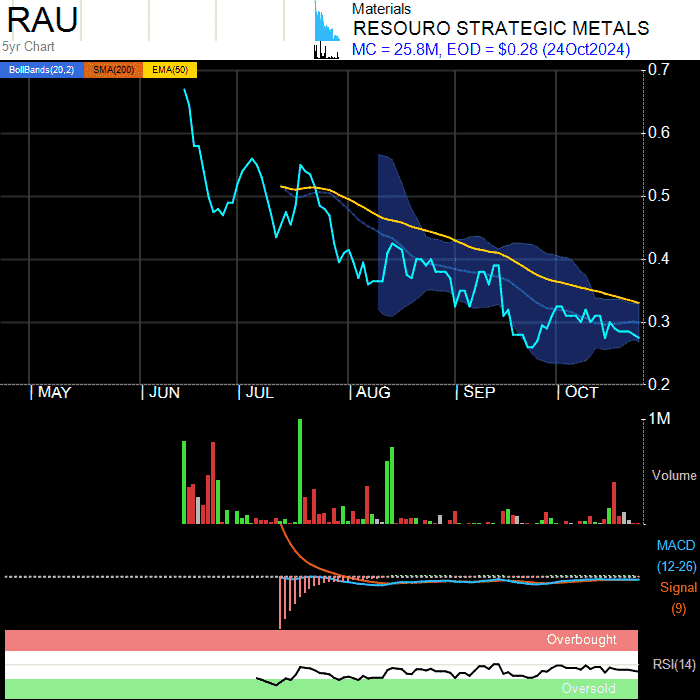 RAU
5yr Chart
Materials
RESOURO STRATEGIC METALS
MC = 25.8M, EOD = $0.28 (24Oct2024)
BollBands(20,2) SMA(200) EMA(50)
0.7
0.6
0.5
0.4
0.3
0.2
MAY JUN JUL AUG SEP OCT
1M
Volume
MACD
(12-26)
Signal
(9)
Overbought
RSI(14)
Oversold